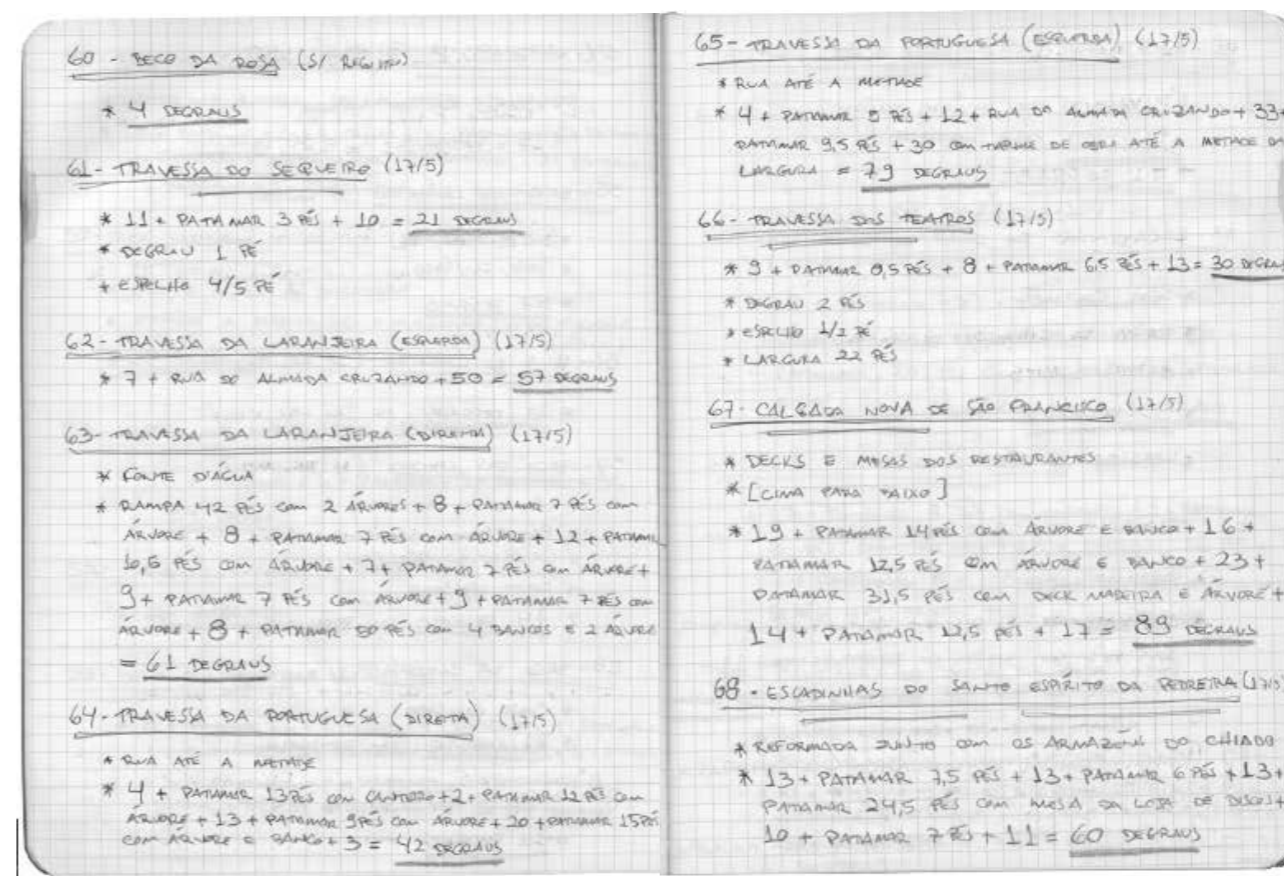 60 - BECO DA ROSA (S/ REGISTRO)
* 4 DEGRAUS
61 - TRAVESSA DO SEQUEIRO (17/5)
* 11 + PATAMAR 3 PÉS + 10 = 21 DEGRAUS
* DEGRAU 1 PÉ
* ESPELHO 4/5 PÉ
62 - TRAVESSA DA LARANJEIRA (ESQUERDA) (17/5)
* 7 + RUA DO ALMADA CRUZANDO + 50 = 57 DEGRAUS
63 - TRAVESSA DA LARANJEIRA (DIREITA) (17/5)
* FONTE D'ÁGUA
* RAMPA 42 PÉS COM 2 ÁRVORES + 8 + PATAMAR 7 PÉS COM
ÁRVORE + 8 + PATAMAR 7 PÉS COM ÁRVORE + 12 + PATAMAR
PÉS COM ÁRVORE + 7 + PATAMAR 7 PÉS COM ÁRVORE +
9 + PATAMAR 7 PÉS COM ÁRVORE + 9 + PATAMAR 7 PÉS COM
ÁRVORE + 8 + PATAMAR 50 PÉS COM 4 BANCOS E 2 ÁRVORE
= 61 DEGRAUS
64 - TRAVESSA DA PORTUGUESA (DIREITA) (17/5)
* RUA ATÉ A METADE
* 4 + PATAMAR 13 PÉS COM CANTEIRO + 2 + PATAMAR 12 PÉS COM
ÁRVORE + 13 + PATAMAR 9 PÉS COM ÁRVORE + 20 + PATAMAR 15 PÉS
COM ÁRVORE E BANCO + 3 = 42 DEGRAUS
65 - TRAVESSA DA PORTUGUESA (ESQUERDA) (17/5)
* RUA ATÉ A METADE
* 4 + PATAMAR PÉS + 12 + RUA DO ALMADA CRUZANDO + 33 +
PATAMAR 9,5 PÉS + 30 COM TAPUME DE OBRA ATÉ A METADE DA
LARGURA = 79 DEGRAUS
66 - TRAVESSA DOS TEATROS (17/5)
* 9 + PATAMAR PÉS + 8 + PATAMAR 6,5 PÉS + 13 = 30 DEGRAU
* DEGRAU 2 PÉS
* ESPELHO 1/2 PÉ
* LARGURA 22 PÉS
67 - CALÇADA NOVA DE SÃO FRANCISCO (17/5)
* DECKS E MESAS DOS RESTAURANTES
* [CIMA PARA BAIXO]
* 19 + PATAMAR 14 PÉS COM ÁRVORE E BANCO + 16 +
PATAMAR 12,5 PÉS COM ÁRVORE E BANCO + 23 +
PATAMAR 31,5 PÉS COM DECK MADEIRA E ÁRVORE +
14 + PATAMAR 12,5 PÉS + 17 = 89 DEGRAUS
68 - ESCADINHAS DO SANTO ESPÍRITO DA PEDREIRA (17/5)
* REFORMADA JUNTO COM OS ARMAZÉNS DO CHIADO
* 13 + PATAMAR 7,5 PÉS + 13 + PATAMAR 6 PÉS + 13 +
PATAMAR 24,5 PÉS COM MESA DA LOJA DE DISCOS +
10 + PATAMAR 7 PÉS + 11 = 60 DEGRAUS